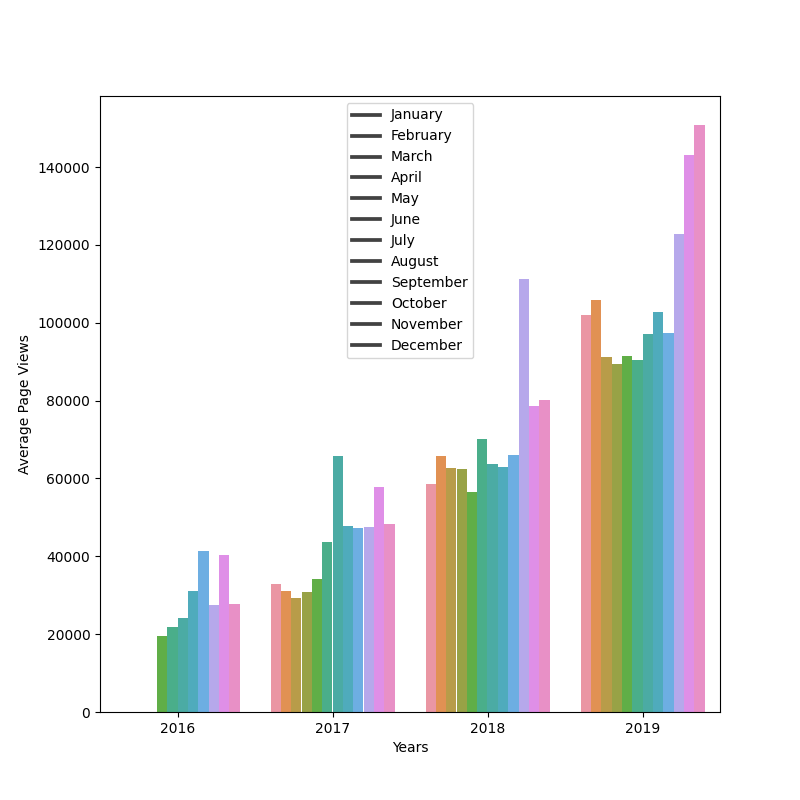 January
February
March
April
May
June
July
August
September
October
November
December
140000
120000
100000
80000
60000
40000
20000
0
Average Page Views
2016 2017 2018 2019
Years